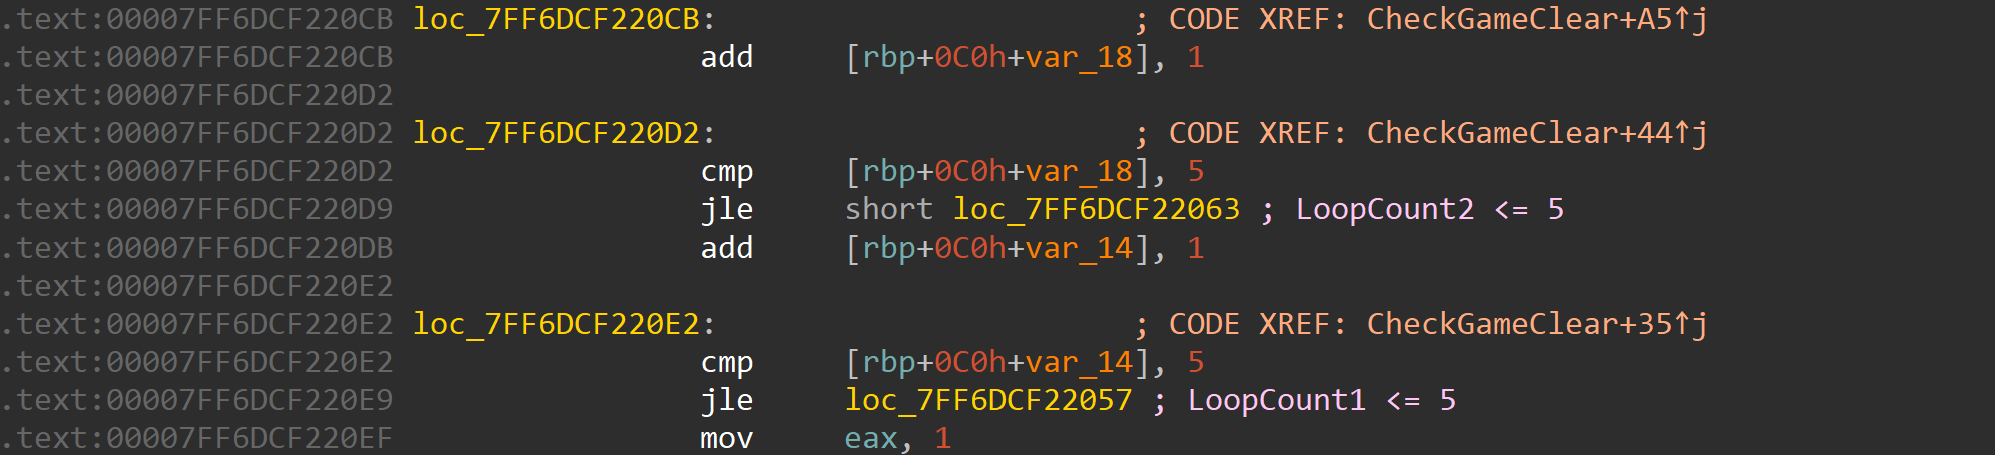 .text:00007FF6DCF220CB loc_7FF6DCF220CB: ; CODE XREF: CheckGameClear+A5↑j
.text:00007FF6DCF220CB add [rbp+0C0h+var_18], 1
.text:00007FF6DCF220D2
.text:00007FF6DCF220D2 loc_7FF6DCF220D2: ; CODE XREF: CheckGameClear+44↑j
.text:00007FF6DCF220D2 cmp [rbp+0C0h+var_18], 5
.text:00007FF6DCF220D9 jle short loc_7FF6DCF22063 ; LoopCount2 <= 5
.text:00007FF6DCF220DB add [rbp+0C0h+var_14], 1
.text:00007FF6DCF220E2
.text:00007FF6DCF220E2 loc_7FF6DCF220E2: ; CODE XREF: CheckGameClear+35↑j
.text:00007FF6DCF220E2 cmp [rbp+0C0h+var_14], 5
.text:00007FF6DCF220E9 jle loc_7FF6DCF22057 ; LoopCount1 <= 5
.text:00007FF6DCF220EF mov eax, 1